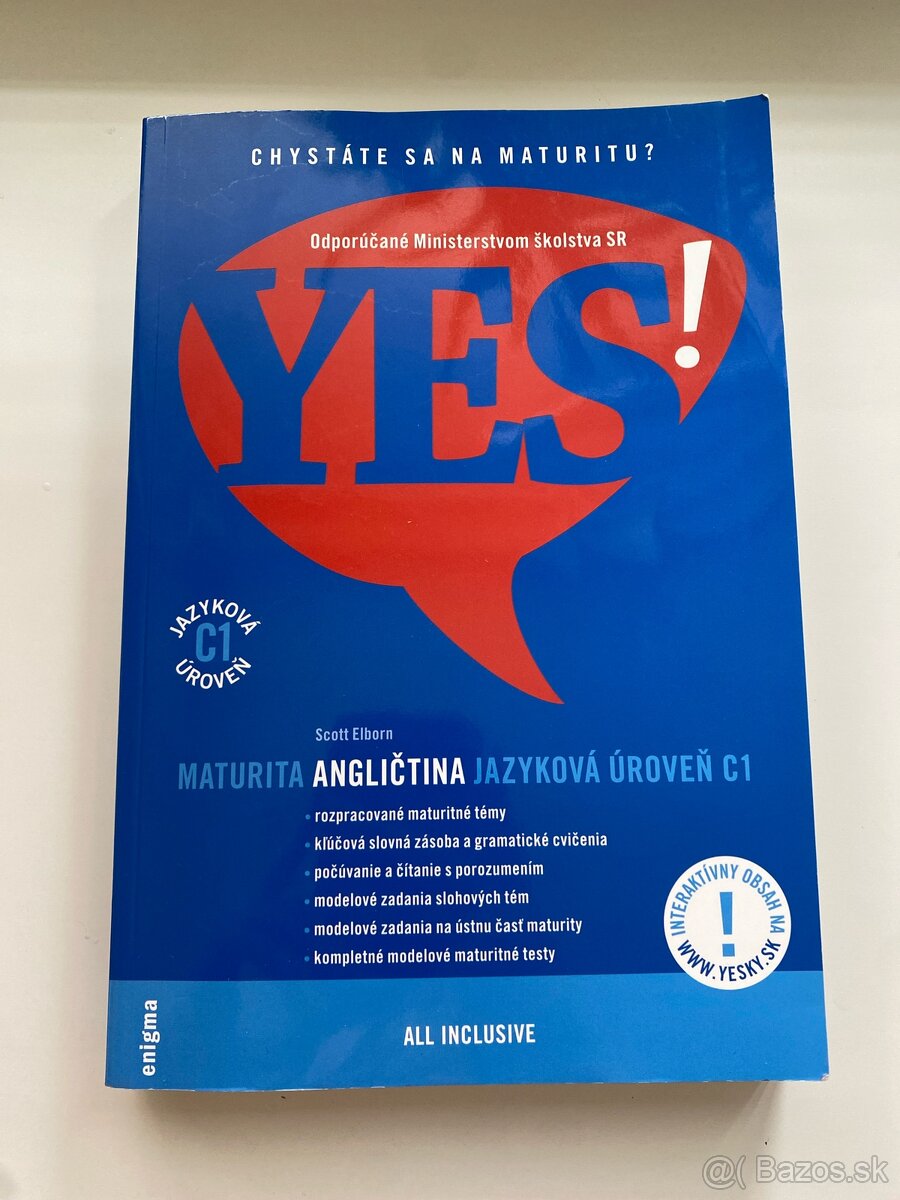 CHYSTÁTE SA NA MATURITU?
Odporúčané Ministerstvom školstva SR
YES!
JAZYKOVÁ
C1
ÚROVEŇ
Scott Elborn
MATURITA ANGLIČTINA JAZYKOVÁ ÚROVEŇ C1
• rozpracované maturitné témy
• kľúčová slovná zásoba a gramatické cvičenia
• počúvanie a čítanie s porozumením
• modelové zadania slohových tém
• modelové zadania na ústnu časť maturity
• kompletné modelové maturitné testy
INTERAKTÍVNY OBSAH NA
!
WWW.YESKY.SK
enigma
ALL INCLUSIVE
@( Bazos.sk